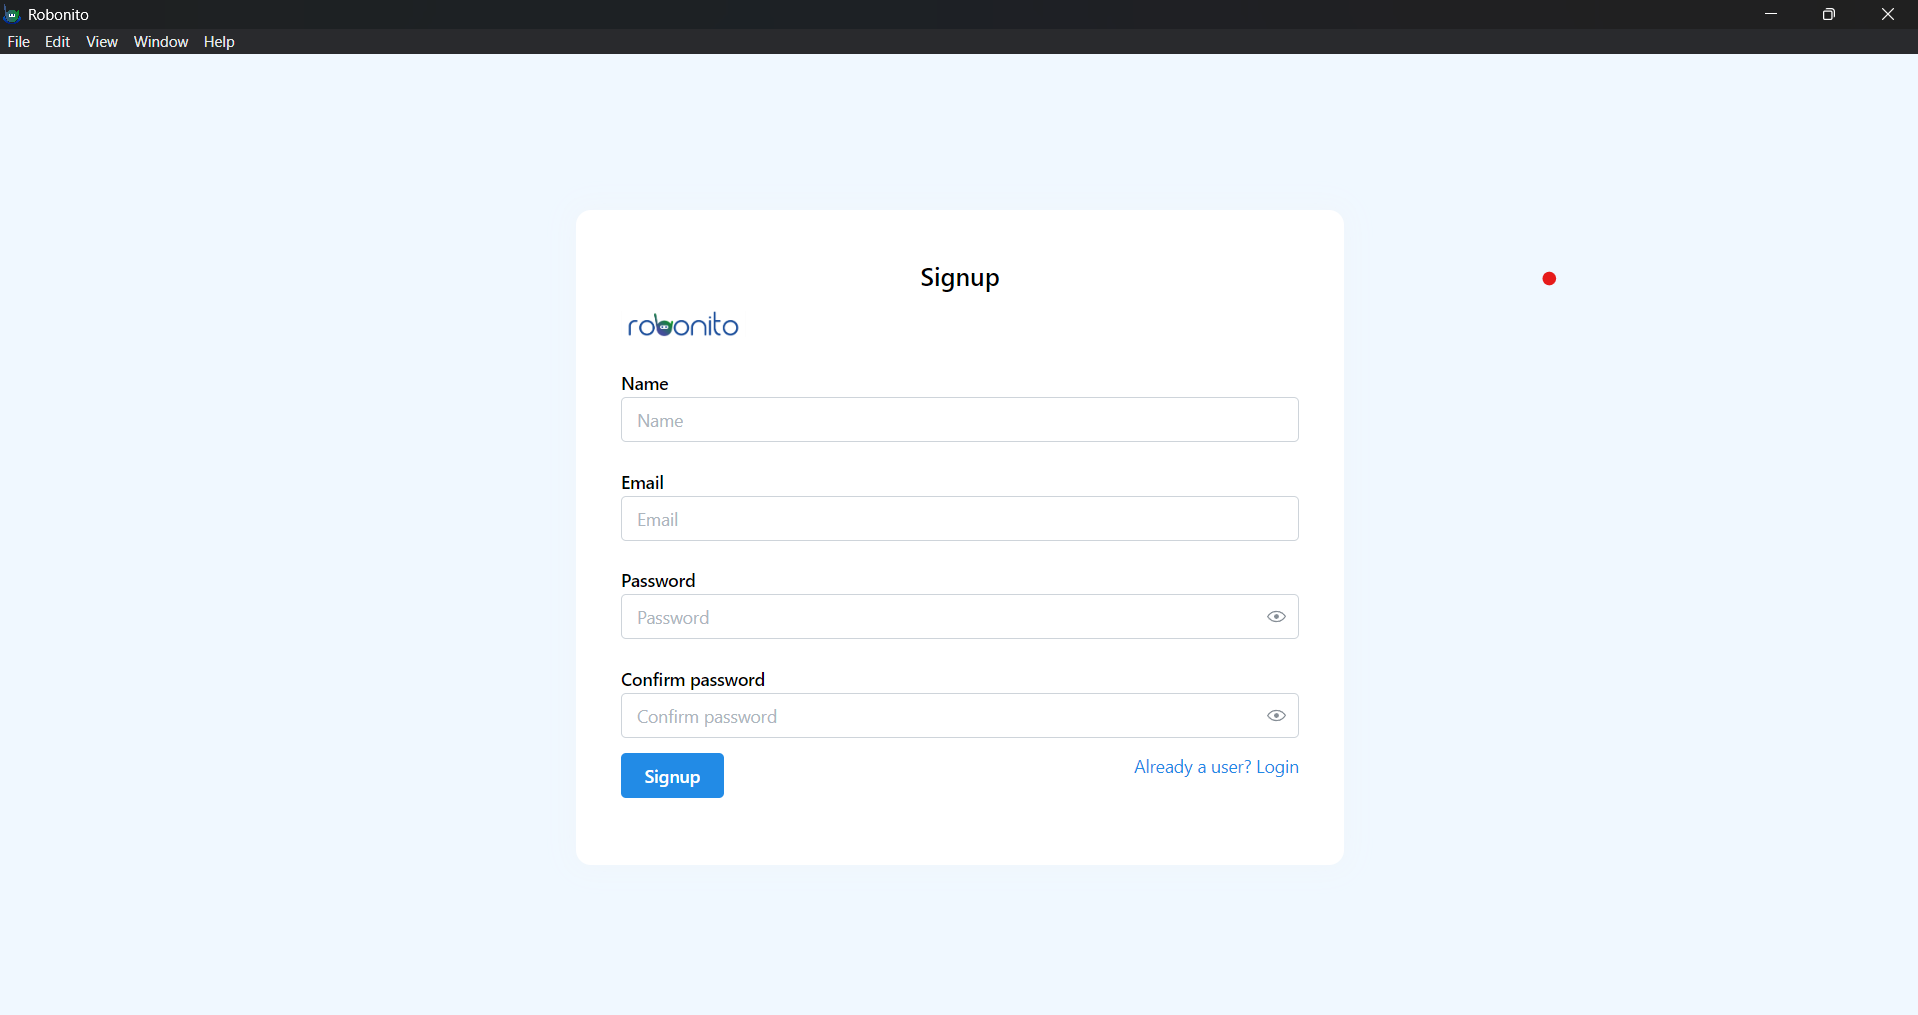 Robonito
File Edit View Window Help
Signup
robonito
Name
Name
Email
Email
Password
Password
Confirm password
Confirm password
Signup
Already a user? Login